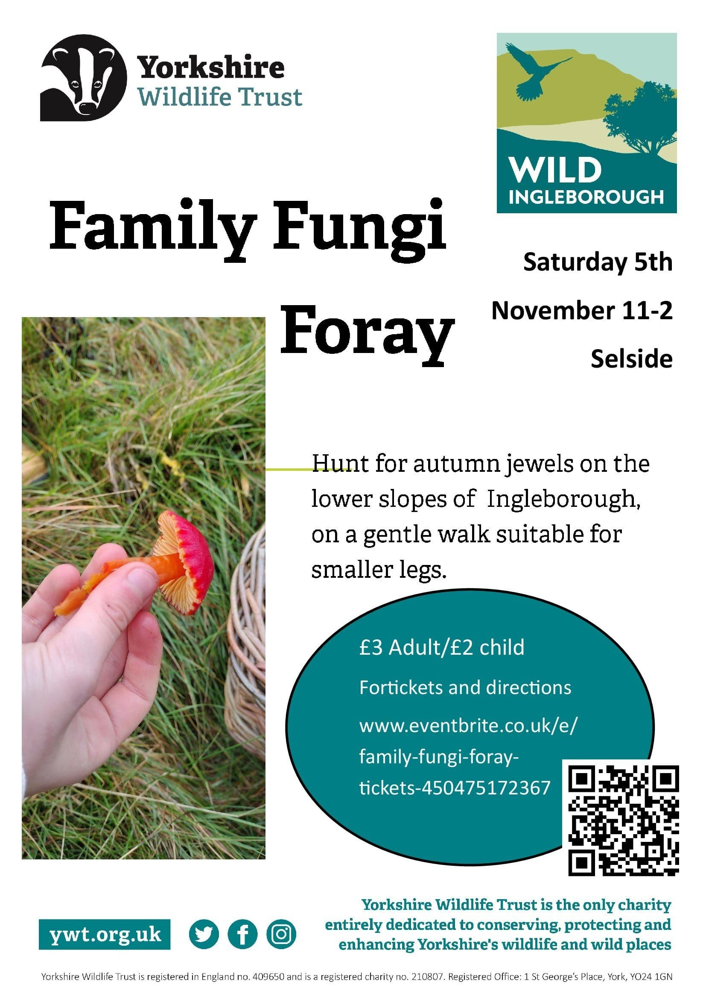 Yorkshire
Wildlife Trust
WILD
INGLEBOROUGH
Family Fungi
Foray
Saturday 5th
November 11-2
Selside
Hunt for autumn jewels on the
lower slopes of  Ingleborough,
on a gentle walk suitable for
smaller legs.
£3 Adult/£2 child
Fortickets and directions
www.eventbrite.co.uk/e/
family-fungi-foray-
tickets-450475172367
Yorkshire Wildlife Trust is the only charity
entirely dedicated to conserving, protecting and
enhancing Yorkshire's wildlife and wild places
ywt.org.uk
Yorkshire Wildlife Trust is registered in England no. 409650 and is a registered charity no. 210807. Registered Office: 1 St George’s Place, York, YO24 1GN